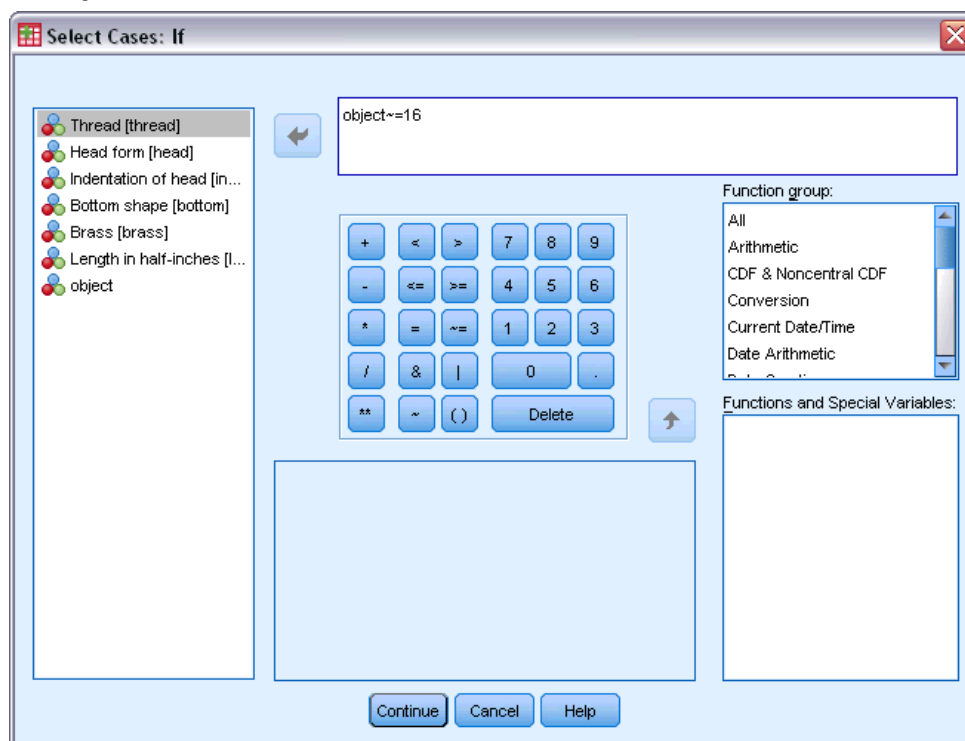 Select Cases: If
Thread [thread]
Head form [head]
Indentation of head [in...
Bottom shape [bottom]
Brass [brass]
Length in half-inches [l...
object
object~=16
+ < > 7 8 9
- <= >= 4 5 6
* = ~= 1 2 3
/ & | 0 .
** ~ ( ) Delete
Function group:
All
Arithmetic
CDF & Noncentral CDF
Conversion
Current Date/Time
Date Arithmetic
Functions and Special Variables:
Continue Cancel Help